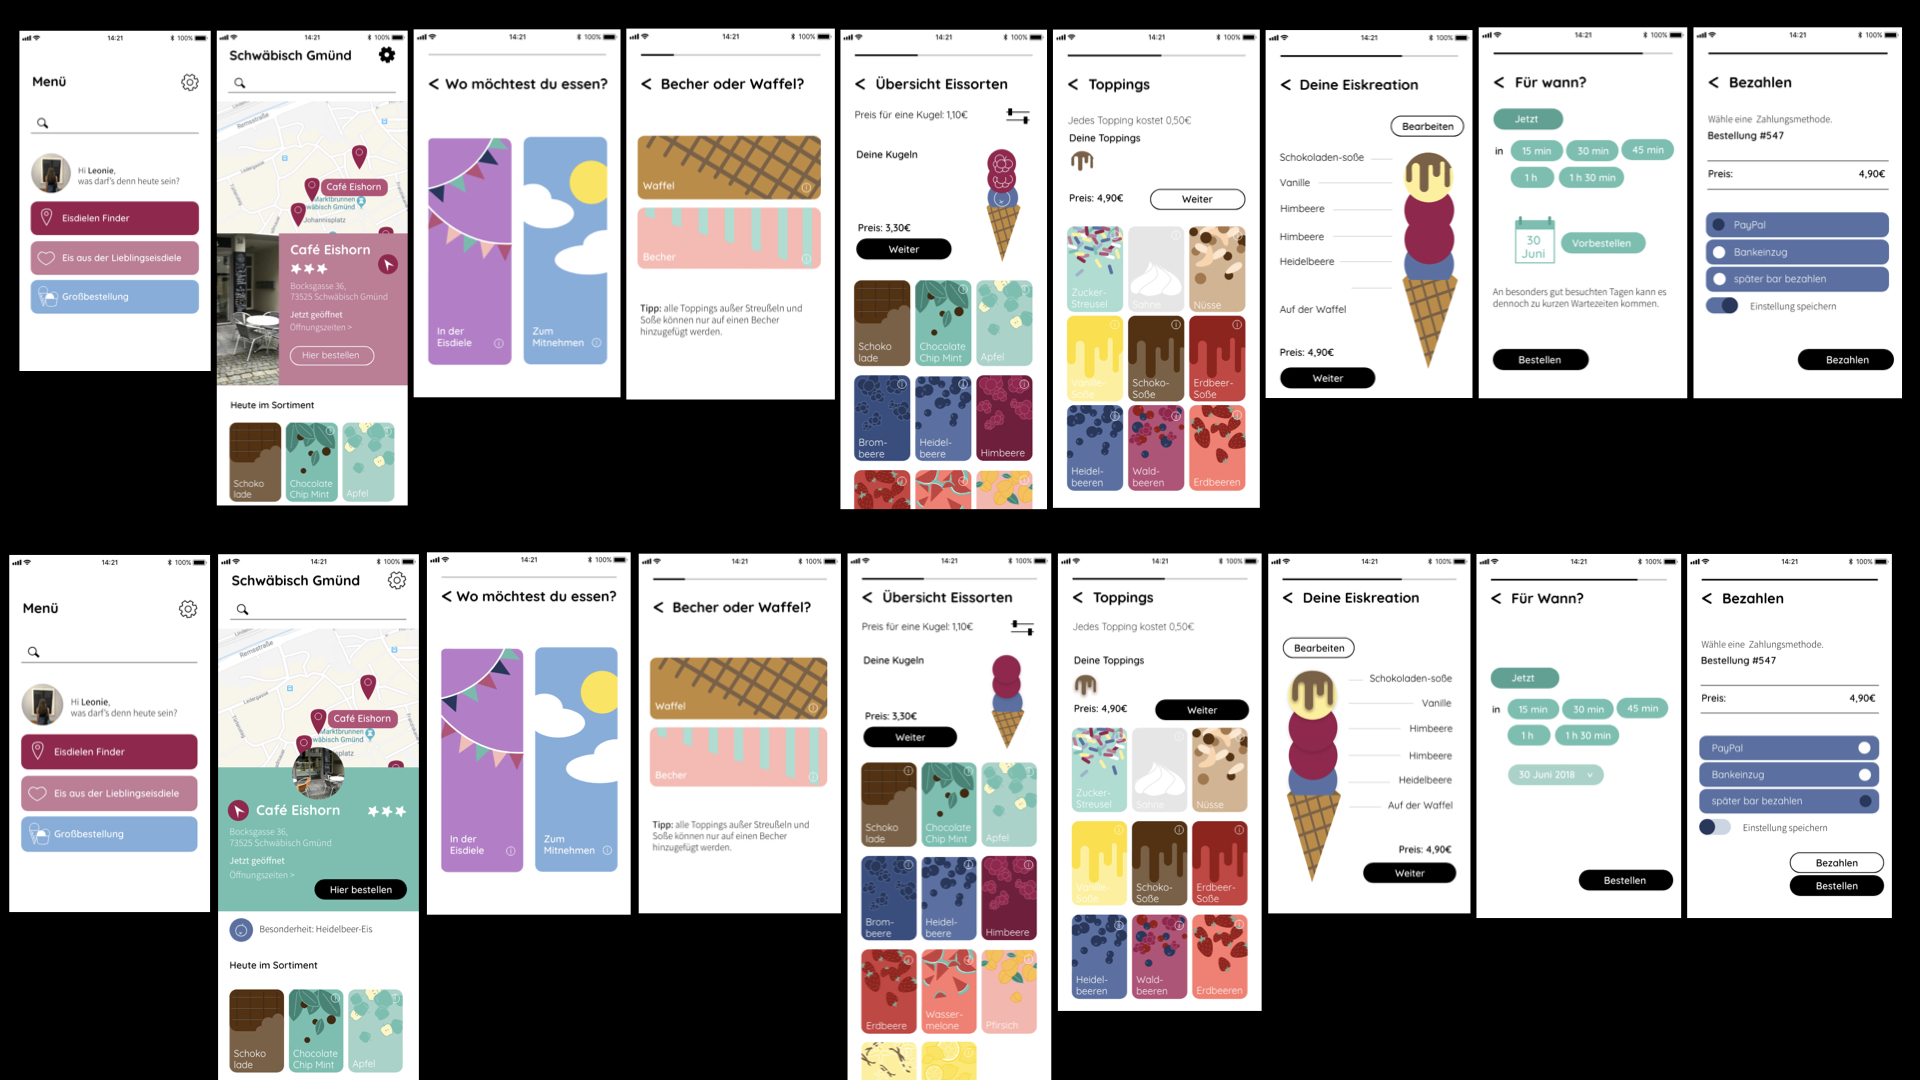 14:21
100%
Menü
Hi Leonie,
was darf's denn heute sein?
Eisdielen Finder
Eis aus der Lieblingseisdiele
Großbestellung
14:21
100%
Schwäbisch Gmünd
Remsstraße
Café Eishorn
Marktbrunnen
Johannisplatz
Café Eishorn
Bocksgasse 36,
73525 Schwäbisch Gmünd
Jetzt geöffnet
Öffnungszeiten >
Hier bestellen
Heute im Sortiment
Schoko
lade
Chocolate
Chip Mint
Apfel
14:21
100%
< Wo möchtest du essen?
In der
Eisdiele
Zum
Mitnehmen
14:21
100%
< Becher oder Waffel?
Waffel
Becher
Tipp: alle Toppings außer Streußeln und
Soße können nur auf einen Becher
hinzugefügt werden.
14:21
100%
< Übersicht Eissorten
Preis für eine Kugel: 1,10€
Deine Kugeln
Preis: 3,30€
Weiter
Schoko
lade
Chocolate
Chip Mint
Apfel
Brom-
beere
Heidel-
beere
Himbeere
14:21
100%
< Toppings
Jedes Topping kostet 0,50€
Deine Toppings
Preis: 4,90€
Weiter
Zucker-
Streusel
Sahne
Nüsse
Vanille-
Soße
Schoko-
Soße
Erdbeer-
Soße
Heidel-
beeren
Wald-
beeren
Erdbeeren
14:21
100%
< Deine Eiskreation
Bearbeiten
Schokoladen-soße
Vanille
Himbeere
Himbeere
Heidelbeere
Auf der Waffel
Preis: 4,90€
Weiter
14:21
100%
< Für wann?
Jetzt
in 15 min 30 min 45 min
1 h 1 h 30 min
30
Juni
Vorbestellen
An besonders gut besuchten Tagen kann es
dennoch zu kurzen Wartezeiten kommen.
Bestellen
14:21
100%
< Bezahlen
Wähle eine Zahlungsmethode.
Bestellung #547
Preis: 4,90€
PayPal
Bankeinzug
später bar bezahlen
Einstellung speichern
Bezahlen
14:21
100%
Menü
Hi Leonie,
was darf's denn heute sein?
Eisdielen Finder
Eis aus der Lieblingseisdiele
Großbestellung
14:21
100%
Schwäbisch Gmünd
Remsstraße
Café Eishorn
Marktbrunnen
Café Eishorn
Bocksgasse 36,
73525 Schwäbisch Gmünd
Jetzt geöffnet
Öffnungszeiten >
Hier bestellen
Besonderheit: Heidelbeer-Eis
Heute im Sortiment
Schoko
lade
Chocolate
Chip Mint
Apfel
14:21
100%
< Wo möchtest du essen?
In der
Eisdiele
Zum
Mitnehmen
14:21
100%
< Becher oder Waffel?
Waffel
Becher
Tipp: alle Toppings außer Streußeln und
Soße können nur auf einen Becher
hinzugefügt werden.
14:21
100%
< Übersicht Eissorten
Preis für eine Kugel: 1,10€
Deine Kugeln
Preis: 3,30€
Weiter
Schoko
lade
Chocolate
Chip Mint
Apfel
Brom-
beere
Heidel-
beere
Himbeere
Erdbeere
Wasser-
melone
Pfirsich
14:21
100%
< Toppings
Jedes Topping kostet 0,50€
Deine Toppings
Preis: 4,90€
Weiter
Zucker-
Streusel
Sahne
Nüsse
Vanille-
Soße
Schoko-
Soße
Erdbeer-
Soße
Heidel-
beeren
Wald-
beeren
Erdbeeren
14:21
100%
< Deine Eiskreation
Bearbeiten
Schokoladen-soße
Vanille
Himbeere
Himbeere
Heidelbeere
Auf der Waffel
Preis: 4,90€
Weiter
14:21
100%
< Für Wann?
Jetzt
in 15 min 30 min 45 min
1 h 1 h 30 min
30 Juni 2018
Bestellen
14:21
100%
< Bezahlen
Wähle eine Zahlungsmethode.
Bestellung #547
Preis: 4,90€
PayPal
Bankeinzug
später bar bezahlen
Einstellung speichern
Bezahlen
Bestellen